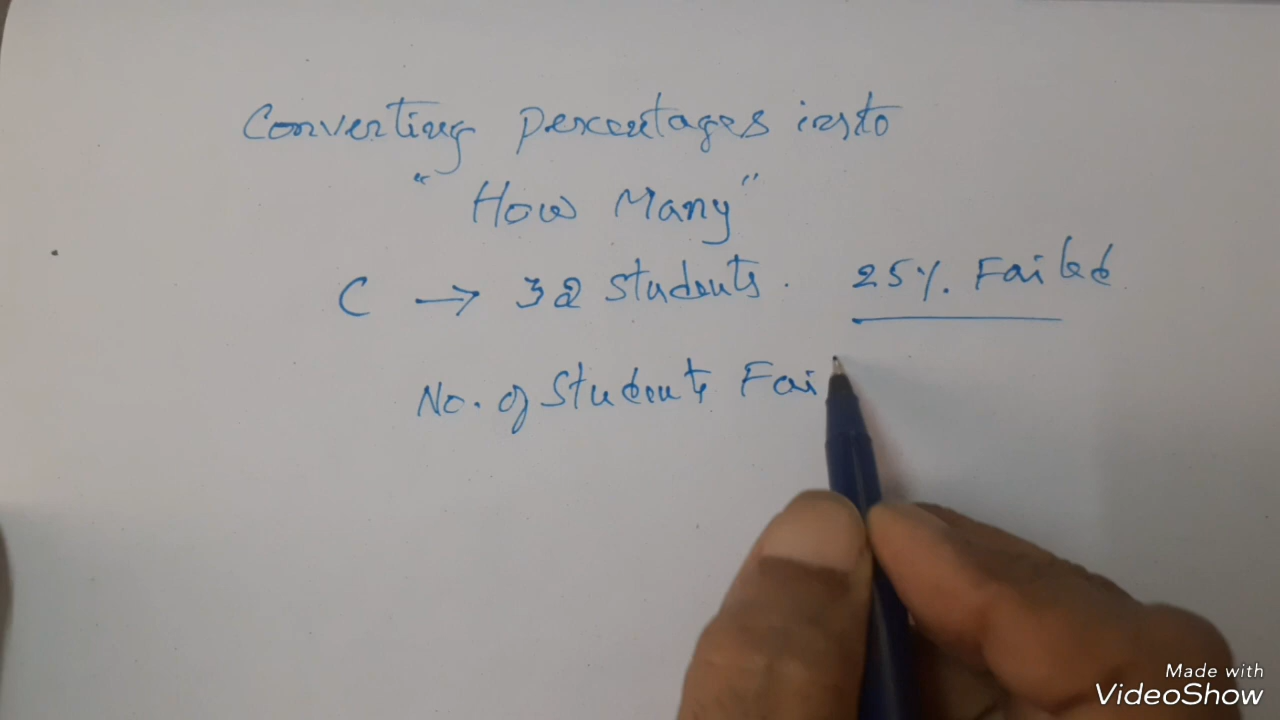 Converting percentages into
"How Many"
C → 32 Students. 25% Failed
No. of Students Fai
Made with
VideoShow